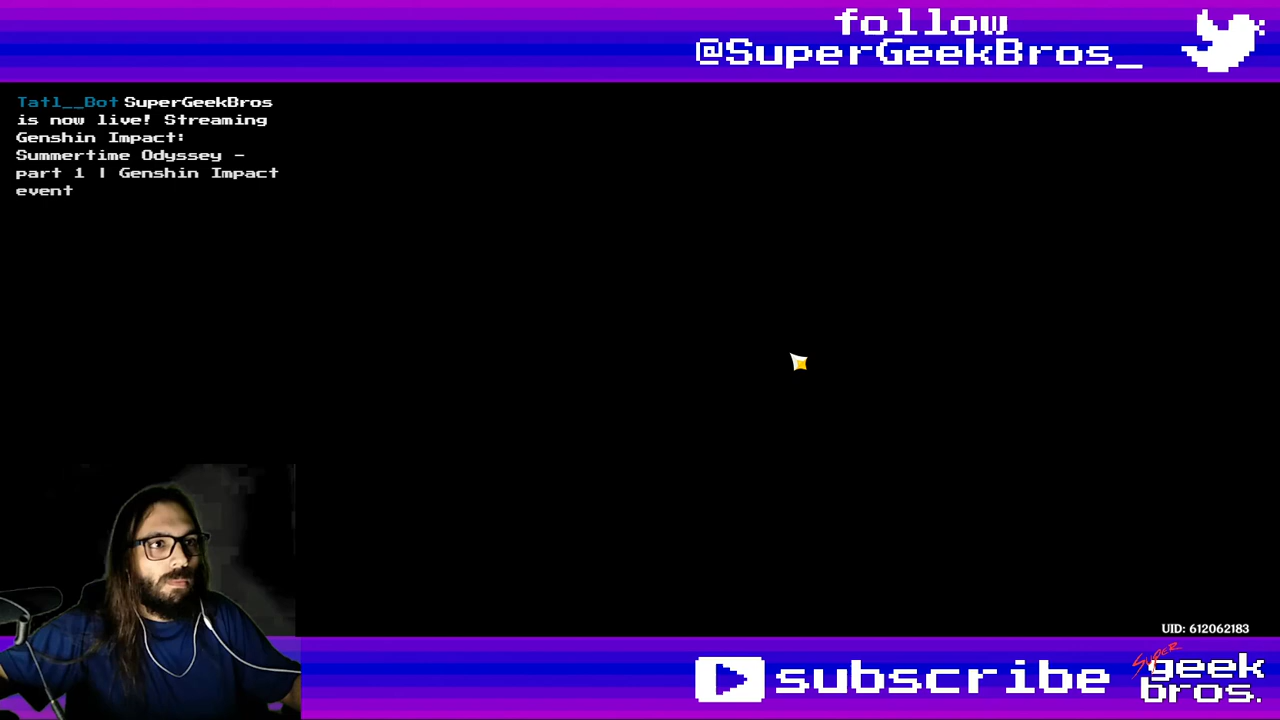 follow
@SuperGeekBros_
Tatl__Bot SuperGeekBros
is now live! Streaming
Genshin Impact:
Summertime Odyssey -
part 1 | Genshin Impact
event
UID: 612062183
subscribe
SUPER
geek
bros.